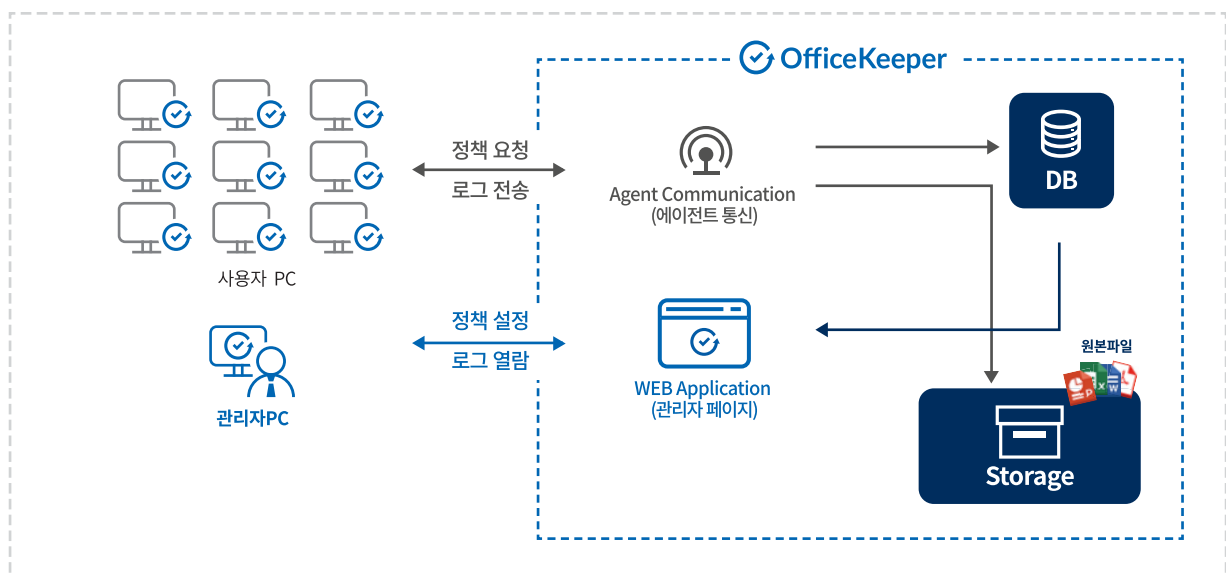 OfficeKeeper
정책 요청
로그 전송
Agent Communication
(에이전트 통신)
DB
사용자 PC
정책 설정
로그 열람
관리자PC
WEB Application
(관리자 페이지)
원본파일
P
X
W
Storage